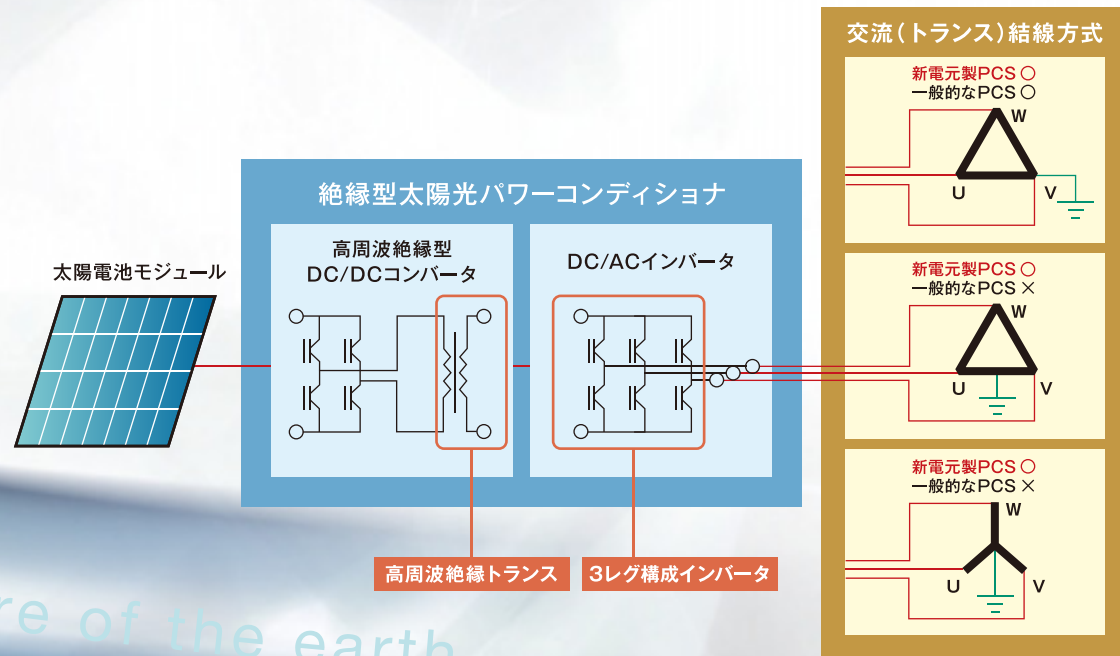 交流(トランス)結線方式
新電元製PCS ○
一般的なPCS ○
W
U
V
絶縁型太陽光パワーコンディショナ
高周波絶縁型
DC/DCコンバータ
DC/ACインバータ
太陽電池モジュール
新電元製PCS ○
一般的なPCS ×
W
U
V
新電元製PCS ○
一般的なPCS ×
W
U
V
高周波絶縁トランス
3レグ構成インバータ
re of the earth